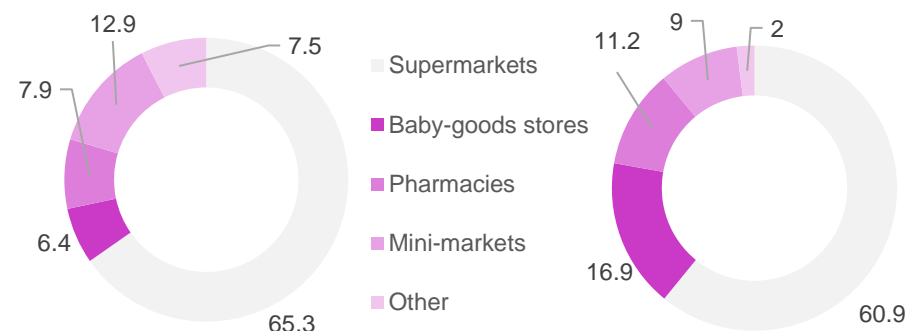 12.9
7.5
7.9
6.4
65.3
Supermarkets
Baby-goods stores
Pharmacies
Mini-markets
Other
9
2
11.2
16.9
60.9